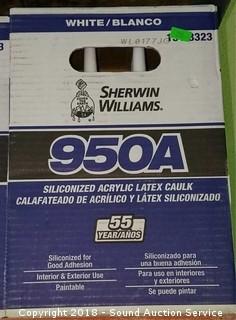 WHITE/BLANCO
WL0177JG
SHERWIN
WILLIAMS.
950A
SILICONIZED ACRYLIC LATEX CAULK
CALAFATEADO DE ACRÍLICO Y LÁTEX SILICONIZADO
55
YEAR/AÑOS
Siliconized for
Good Adhesion
Interior & Exterior Use
Paintable
Siliconizado para
una buena adhesion
Para uso en interiores
y exteriores
Se puede pintar
Copyright 2018 - Sound Auction Service